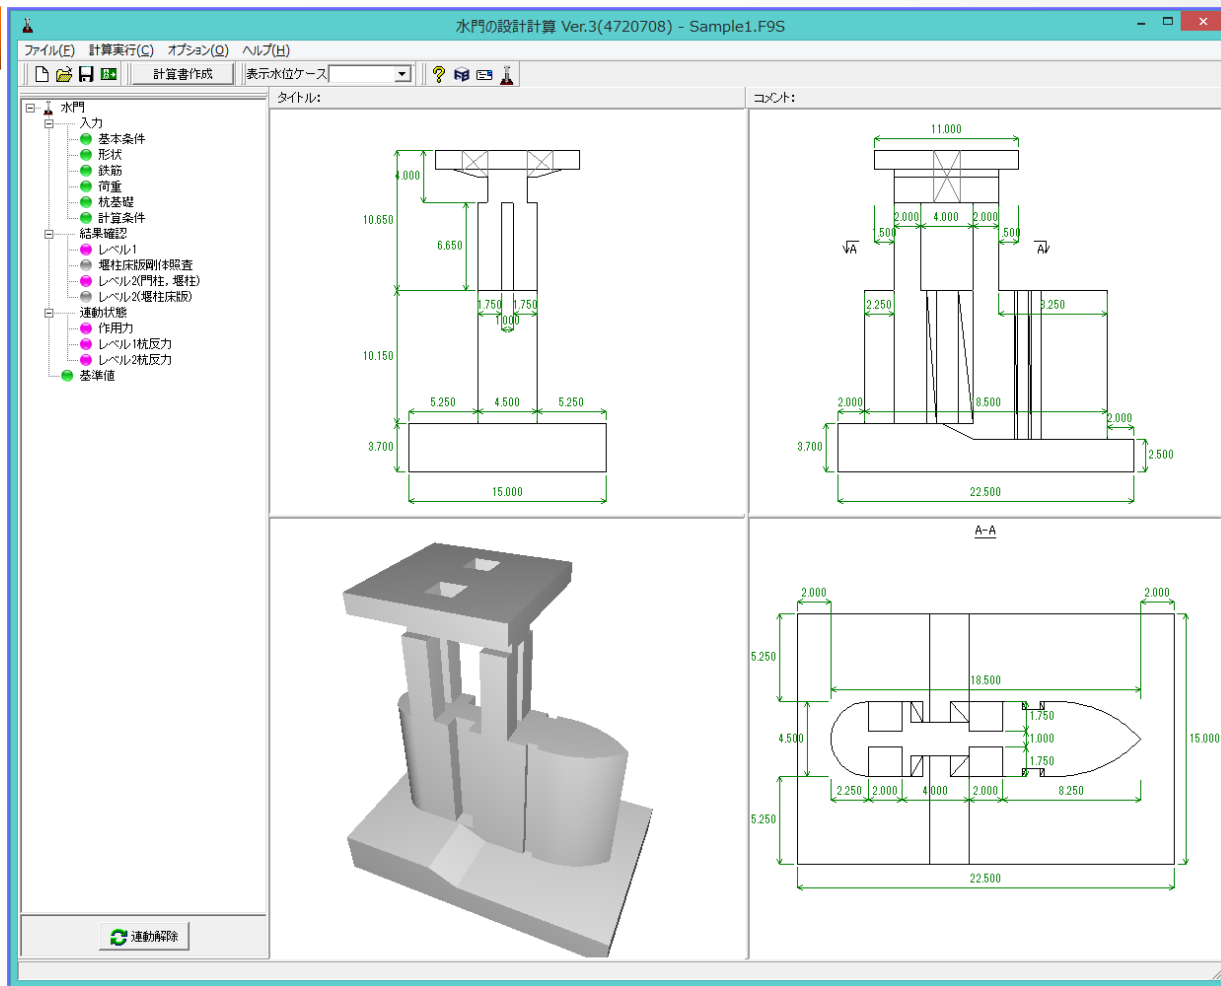 水門の設計計算 Ver.3(4720708) - Sample1.F9S
ファイル(F) 計算実行(C) オプション(O) ヘルプ(H)
計算書作成 表示水位ケース
水門
入力
基本条件
形状
鉄筋
荷重
杭基礎
計算条件
結果確認
レベル1
堰柱床版剛体照査
レベル2(門柱, 堰柱)
レベル2(堰柱床版)
連動状態
作用力
レベル1杭反力
レベル2杭反力
基準値
連動解除
タイトル:
4.000
10.650
6.650
1.750 1.750
1.000
10.150
5.250 4.500 5.250
3.700
15.000
コメント:
11.000
2.000 4.000 2.000
.500 .500
A A
2.250 8.250
2.000 8.500
2.000
3.700 2.500
22.500
A-A
2.000 2.000
5.250
18.500
1.750
4.500 1.000 15.000
1.750
2.250 2.000 4.000 2.000 8.250
5.250
22.500